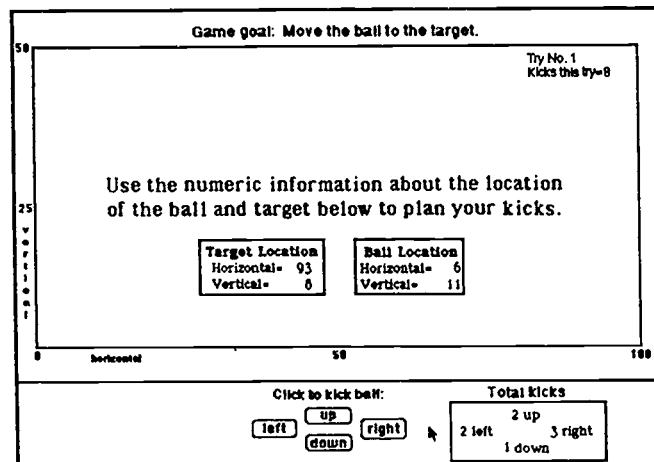 Game goal: Move the ball to the target.
50
Try No. 1
Kicks this try=8
Use the numeric information about the location
25
of the ball and target below to plan your kicks.
vertical
Target Location
Horizontal= 93
Vertical= 8
Ball Location
Horizontal= 6
Vertical= 11
0
horizontal
50
100
Click to kick ball:
left
up
down
right
Total kicks
2 up
2 left 3 right
1 down